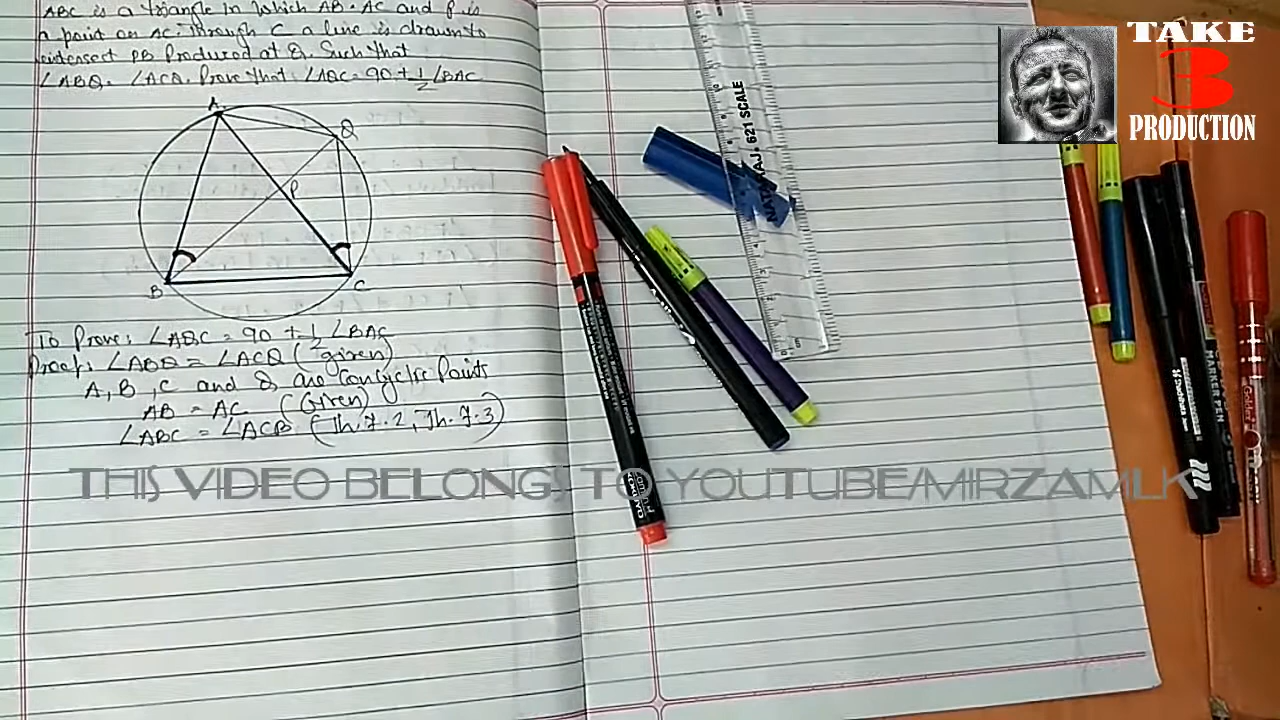 ABC is a triangle in which AB = AC and P is
a point on AC. Through C a line is drawn to
intersect PB Produced at Q. Such that
∠ABQ = ∠ACQ. Prove that ∠AQC = 90 + 1/2 ∠BAC
A
Q
P
B
C
To Prove: ∠ABC = 90 + 1/2 ∠BAC
Proof: ∠ABQ = ∠ACQ (given)
A, B, C and Q are Concyclic Points
AB = AC (Given)
∠ABC = ∠ACB (Th. 7.2, Th. 7.3)
621 SCALE
MARKER PEN
TAKE
3
PRODUCTION
THIS VIDEO BELONGS TO YOUTUBE/MIRZAMLK